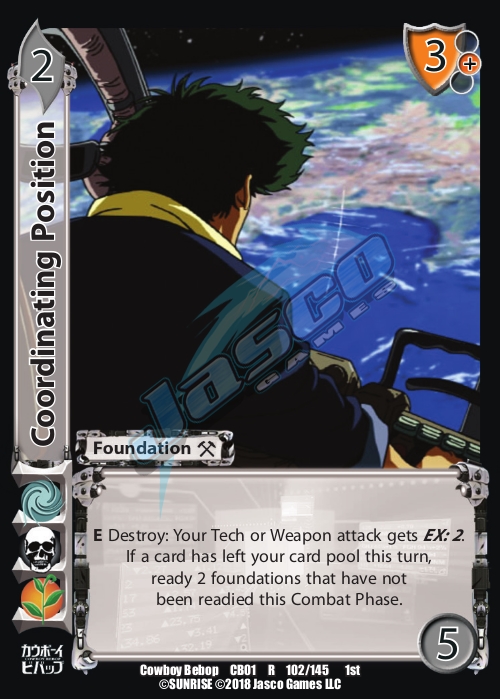 2
3
+
Coordinating Position
Jasco
GAMES
Foundation
E Destroy: Your Tech or Weapon attack gets EX: 2.
If a card has left your card pool this turn,
ready 2 foundations that have not
been readied this Combat Phase.
5
カウボーイ
ビバップ
Cowboy Bebop CB01 R 102/145 1st
©SUNRISE ©2018 Jasco Games LLC